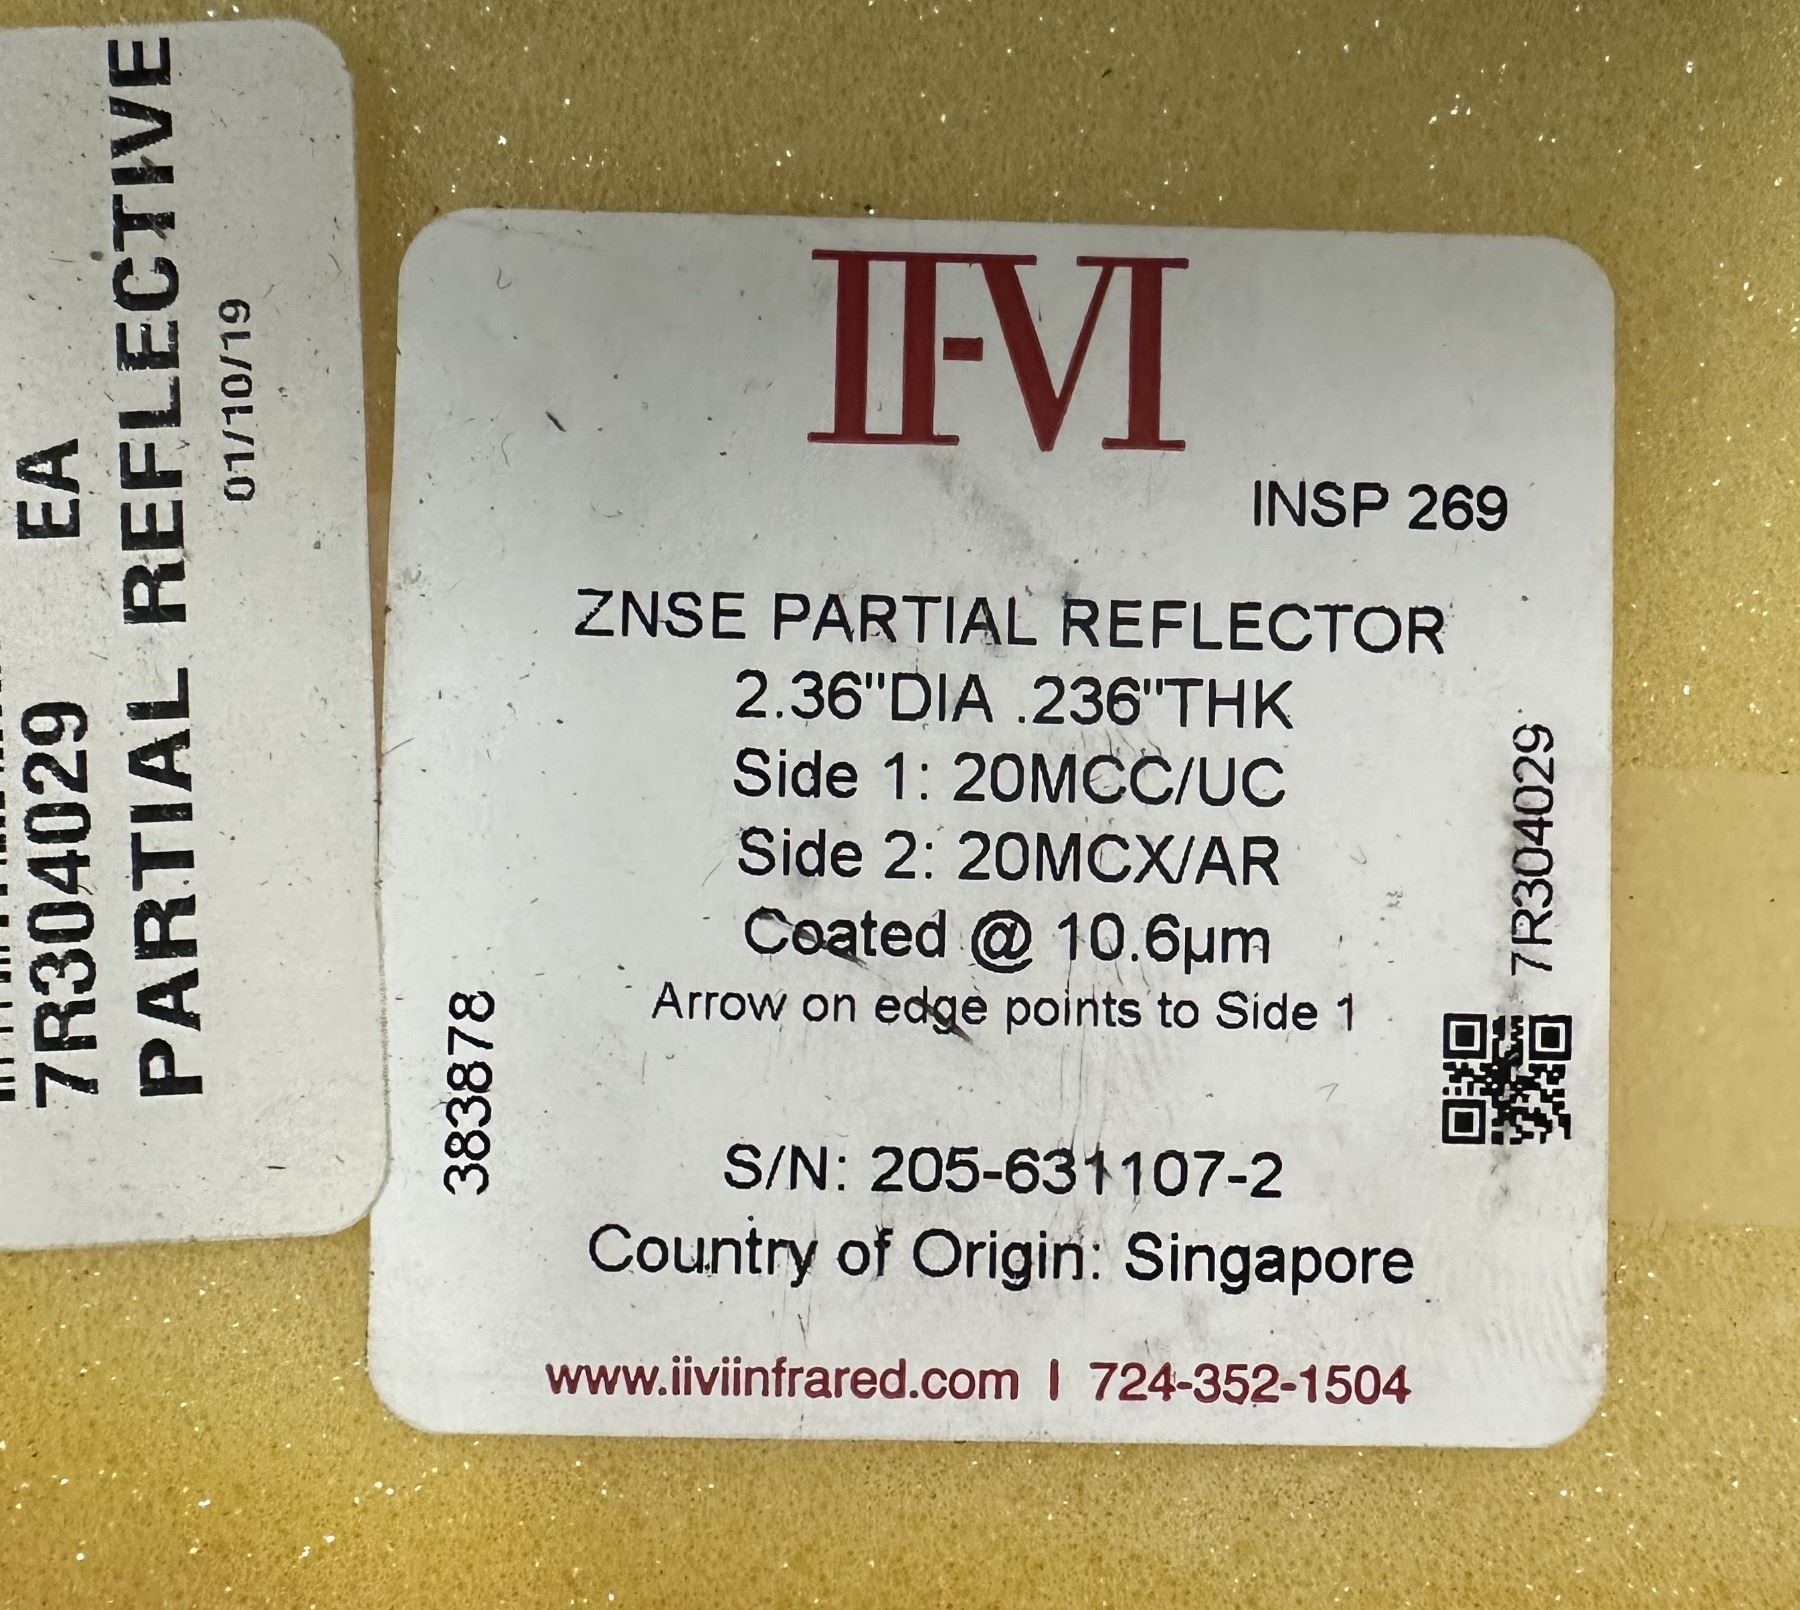 7R304029 EA
PARTIAL REFLECTIVE
01/10/19
II-VI
INSP 269
ZNSE PARTIAL REFLECTOR
2.36"DIA .236"THK
Side 1: 20MCC/UC
Side 2: 20MCX/AR
Coated @ 10.6µm
Arrow on edge points to Side 1
383878
7R304029
S/N: 205-631107-2
Country of Origin: Singapore
www.iiviinfrared.com | 724-352-1504